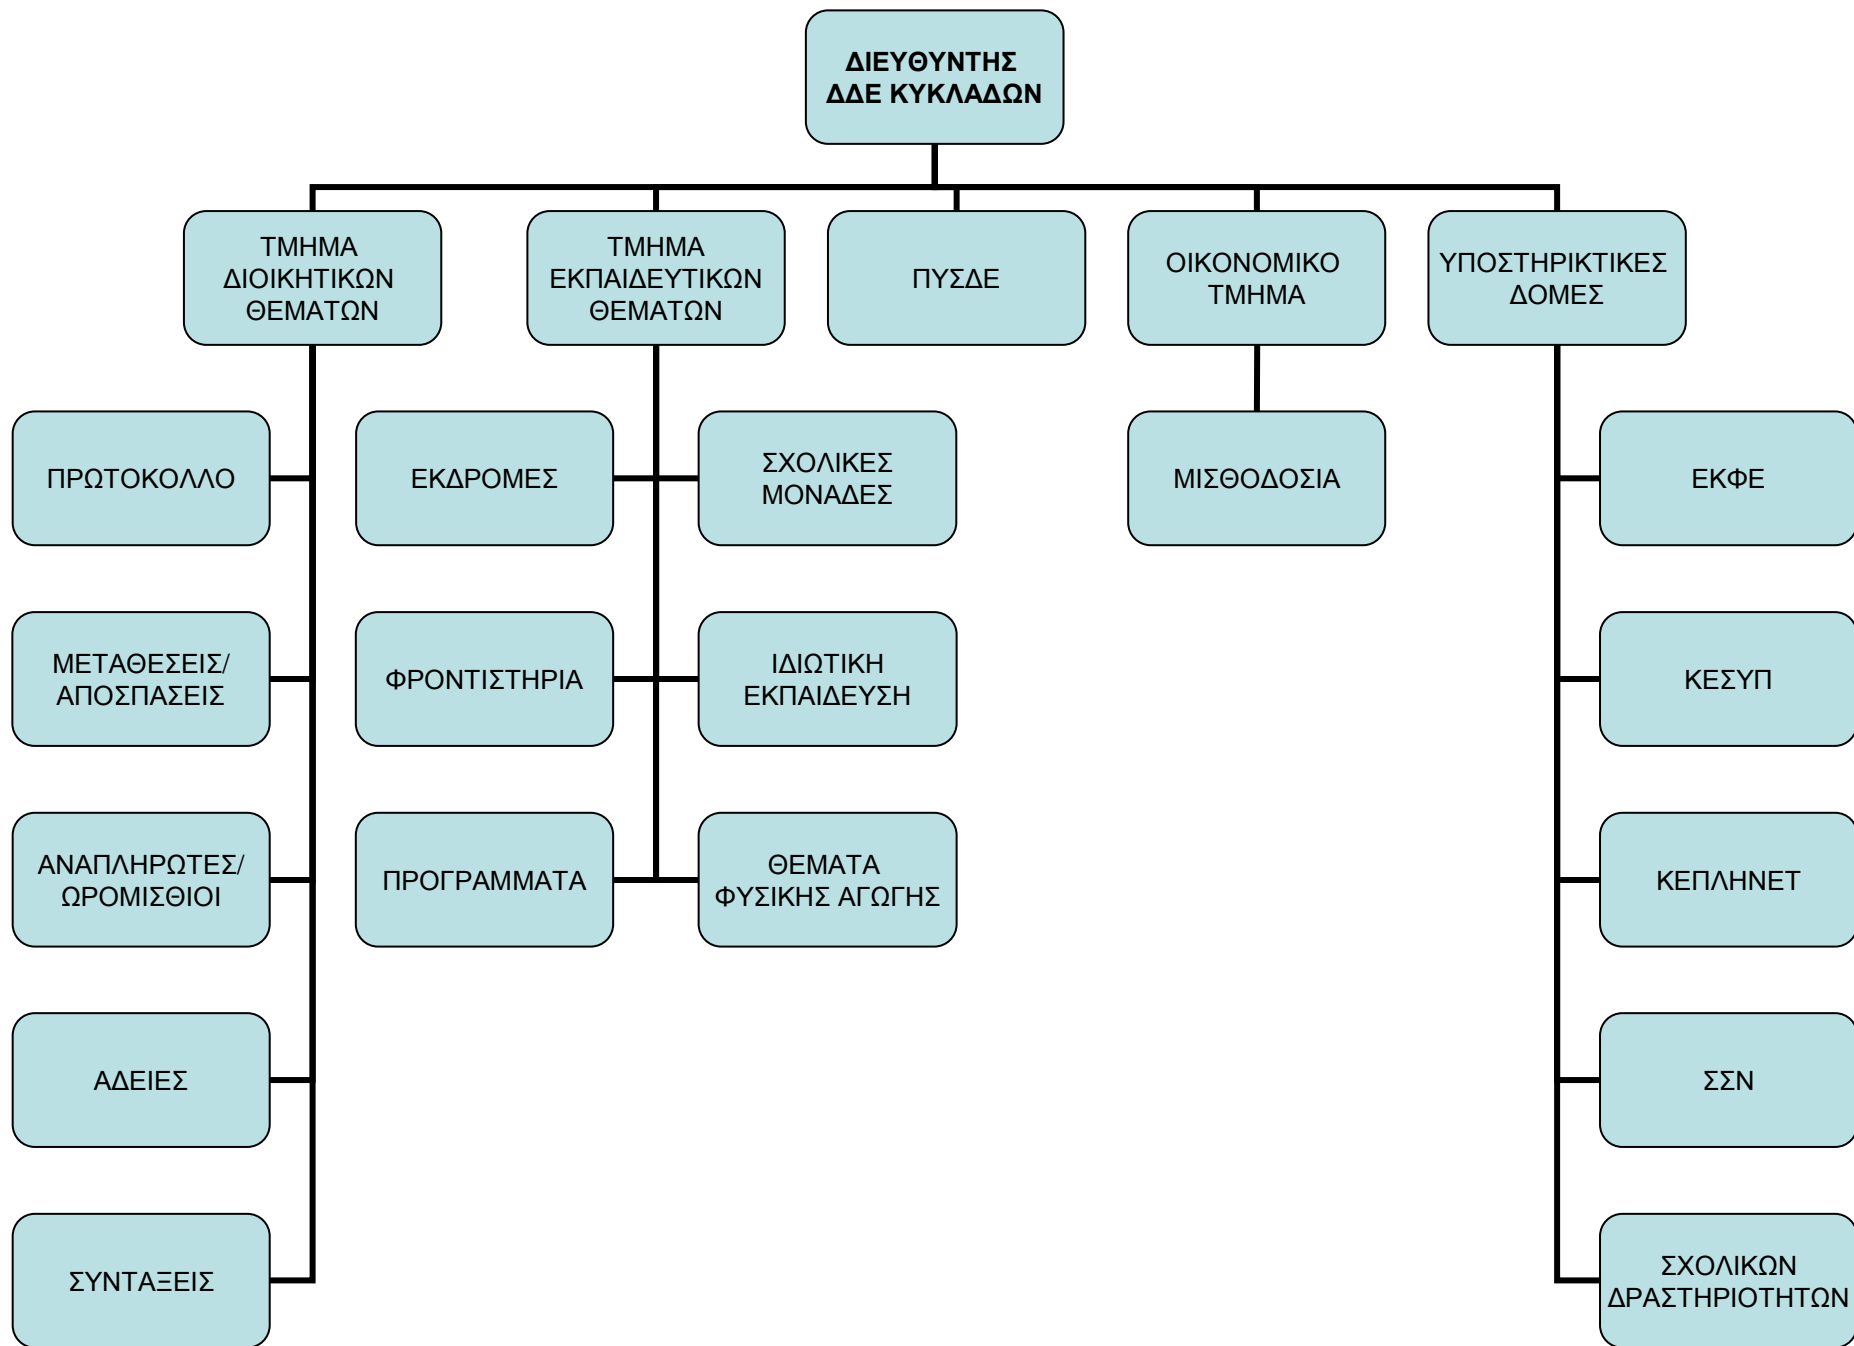 ΔΙΕΥΘΥΝΤΗΣ
ΔΔΕ ΚΥΚΛΑΔΩΝ
ΤΜΗΜΑ
ΔΙΟΙΚΗΤΙΚΩΝ
ΘΕΜΑΤΩΝ
ΤΜΗΜΑ
ΕΚΠΑΙΔΕΥΤΙΚΩΝ
ΘΕΜΑΤΩΝ
ΠΥΣΔΕ
ΟΙΚΟΝΟΜΙΚΟ
ΤΜΗΜΑ
ΥΠΟΣΤΗΡΙΚΤΙΚΕΣ
ΔΟΜΕΣ
ΠΡΩΤΟΚΟΛΛΟ
ΕΚΔΡΟΜΕΣ
ΣΧΟΛΙΚΕΣ
ΜΟΝΑΔΕΣ
ΜΙΣΘΟΔΟΣΙΑ
ΕΚΦΕ
ΜΕΤΑΘΕΣΕΙΣ/
ΑΠΟΣΠΑΣΕΙΣ
ΦΡΟΝΤΙΣΤΗΡΙΑ
ΙΔΙΩΤΙΚΗ
ΕΚΠΑΙΔΕΥΣΗ
ΚΕΣΥΠ
ΑΝΑΠΛΗΡΩΤΕΣ/
ΩΡΟΜΙΣΘΙΟΙ
ΠΡΟΓΡΑΜΜΑΤΑ
ΘΕΜΑΤΑ
ΦΥΣΙΚΗΣ ΑΓΩΓΗΣ
ΚΕΠΛΗΝΕΤ
ΑΔΕΙΕΣ
ΣΣΝ
ΣΥΝΤΑΞΕΙΣ
ΣΧΟΛΙΚΩΝ
ΔΡΑΣΤΗΡΙΟΤΗΤΩΝ